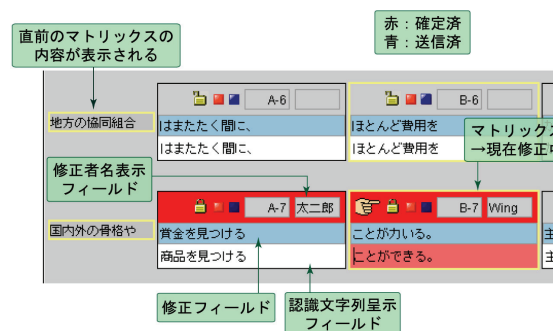 直前のマトリックスの
内容が表示される
赤：確定済
青：送信済
A-6
B-6
地方の協同組合
はまたたく間に、
ほとんど費用を
はまたたく間に、
ほとんど費用を
マトリックス
→現在修正中
修正者名表示
フィールド
A-7 太二郎
B-7 Wing
国内外の骨格や
賞金を見つける
ことが力いる。
主
商品を見つける
ことができる。
主
修正フィールド
認識文字列呈示
フィールド